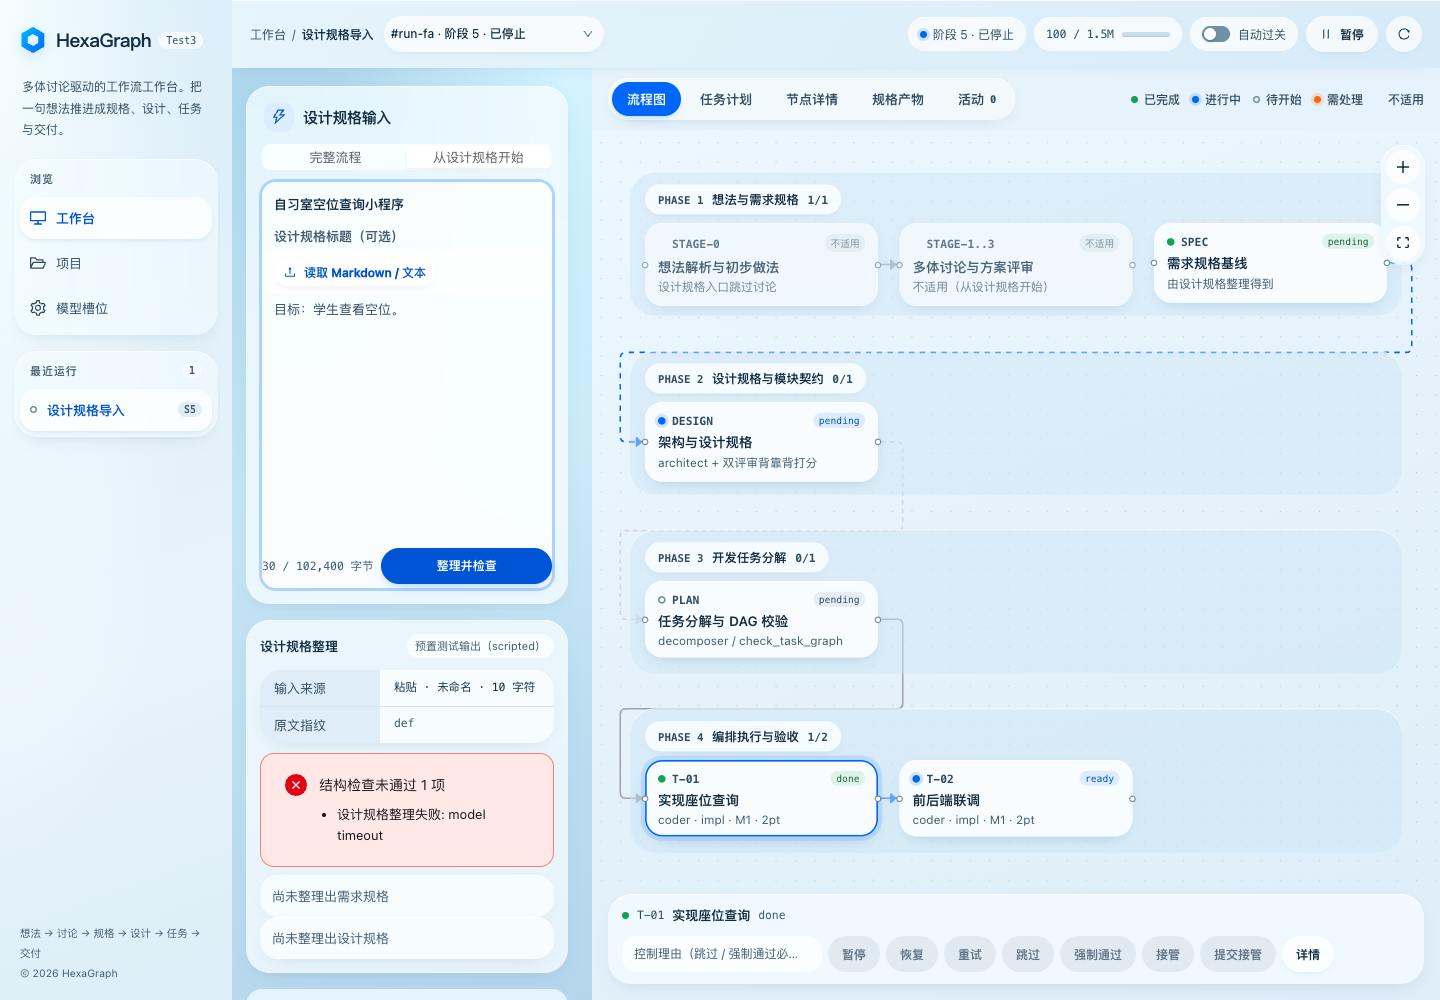 HexaGraph Test3
多体讨论驱动的工作流工作台。把
一句想法推进成规格、设计、任务
与交付。
浏览
工作台
项目
模型槽位
最近运行 1
设计规格导入 S5
想法 → 讨论 → 规格 → 设计 → 任务 →
交付
© 2026 HexaGraph
工作台 / 设计规格导入
#run-fa · 阶段 5 · 已停止
阶段 5 · 已停止
100 / 1.5M
自动过关
暂停
设计规格输入
完整流程
从设计规格开始
自习室空位查询小程序
设计规格标题（可选）
读取 Markdown / 文本
目标：学生查看空位。
30 / 102,400 字节
整理并检查
设计规格整理
预置测试输出（scripted）
输入来源 粘贴 · 未命名 · 10 字符
原文指纹 def
结构检查未通过 1 项
• 设计规格整理失败: model
timeout
尚未整理出需求规格
尚未整理出设计规格
流程图 任务计划 节点详情 规格产物 活动 0
已完成 进行中 待开始 需处理 不适用
PHASE 1 想法与需求规格 1/1
STAGE-0 不适用
想法解析与初步做法
设计规格入口跳过讨论
STAGE-1..3 不适用
多体讨论与方案评审
不适用（从设计规格开始）
SPEC pending
需求规格基线
由设计规格整理得到
PHASE 2 设计规格与模块契约 0/1
DESIGN pending
架构与设计规格
architect + 双评审背靠背打分
PHASE 3 开发任务分解 0/1
PLAN pending
任务分解与 DAG 校验
decomposer / check_task_graph
PHASE 4 编排执行与验收 1/2
T-01 done
实现座位查询
coder · impl · M1 · 2pt
T-02 ready
前后端联调
coder · impl · M1 · 2pt
T-01 实现座位查询 done
控制理由（跳过 / 强制通过必...
暂停 恢复 重试 跳过 强制通过 接管 提交接管 详情